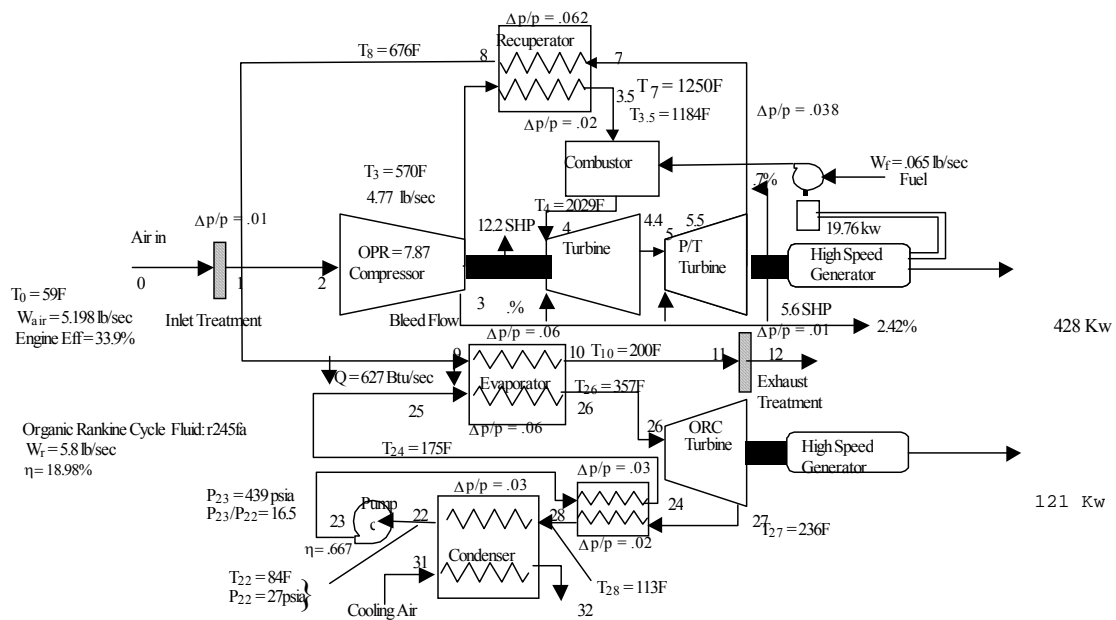 Δp/p = .062
Recuperator
T8 = 676F
8
7
3.5
T7 = 1250F
T3.5 = 1184F
Δp/p = .02
Δp/p = .038
Combustor
Wf = .065 lb/sec
Fuel
.7%
T3 = 570F
4.77 lb/sec
T4 = 2029F
19.76 kw
Δp/p = .01
12.2 SHP
4
4.4
5.5
5
Air in
OPR = 7.87
Compressor
Turbine
P/T
Turbine
High Speed
Generator
0
1
2
3
.%
T0 = 59F
Wair = 5.198 lb/sec
Engine Eff = 33.9%
Inlet Treatment
Bleed Flow
5.6 SHP
2.42%
428 Kw
Δp/p = .06
Δp/p = .01
9
10
T10 = 200F
11
12
Q = 627 Btu/sec
Evaporator
T26 = 357F
Exhaust
Treatment
25
26
26
ORC
Turbine
Organic Rankine Cycle Fluid: r245fa
Wr = 5.8 lb/sec
η = 18.98%
Δp/p = .06
High Speed
Generator
T24 = 175F
Δp/p = .03
P23 = 439 psia
P23/P22 = 16.5
Δp/p = .03
Pump
c
23
22
28
24
27
T27 = 236F
121 Kw
η = .667
Δp/p = .02
31
Condenser
T22 = 84F
P22 = 27psia}
T28 = 113F
Cooling Air
32